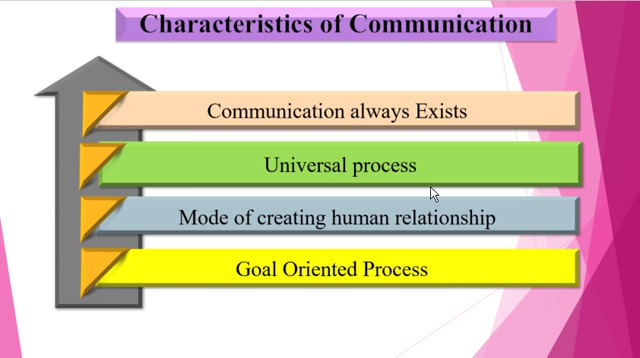 Characteristics of Communication
Communication always Exists
Universal process
Mode of creating human relationship
Goal Oriented Process